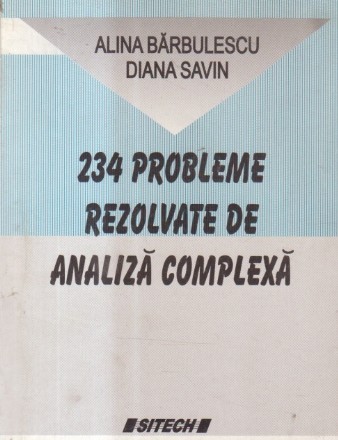 ALINA BĂRBULESCU
DIANA SAVIN
234 PROBLEME
REZOLVATE DE
ANALIZĂ COMPLEXĂ
SITECH